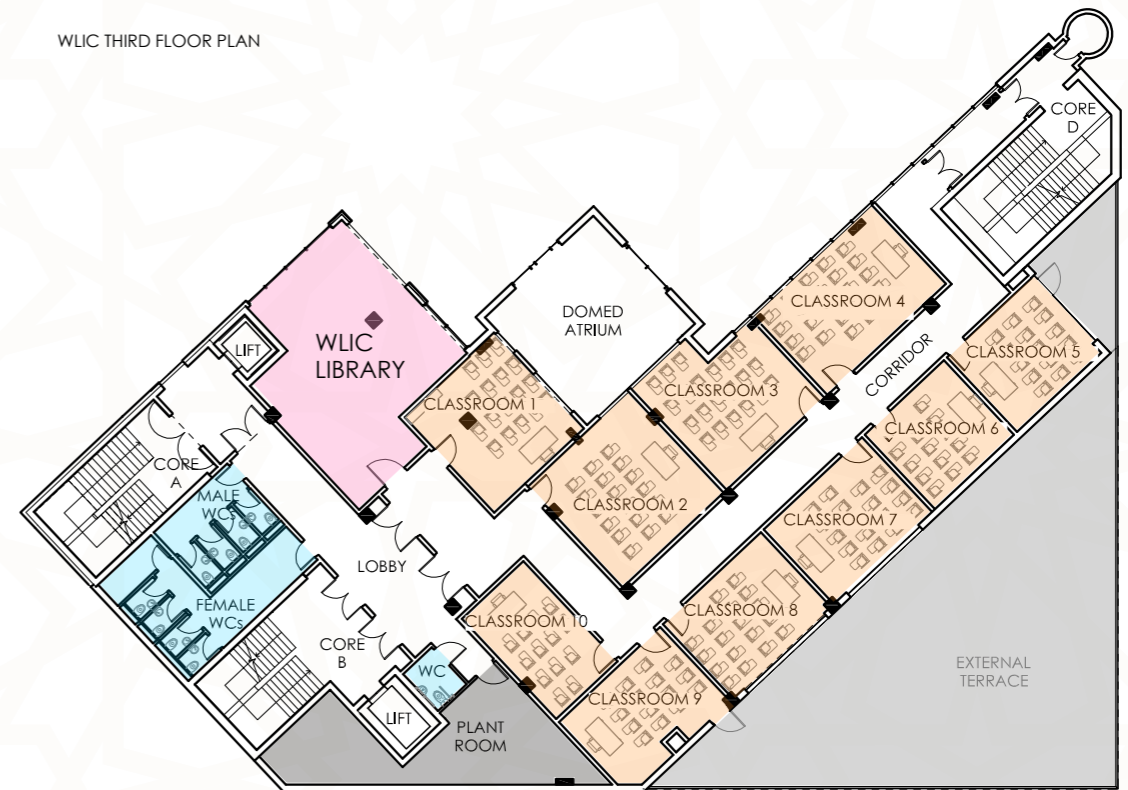 WLIC THIRD FLOOR PLAN
CORE
D
CLASSROOM 4
DOMED
ATRIUM
WLIC
LIBRARY
LIFT
CORRIDOR
CLASSROOM 5
CLASSROOM 3
CLASSROOM 1
CLASSROOM 6
CORE
A
MALE
WCs
CLASSROOM 2
CLASSROOM 7
LOBBY
FEMALE
WCs
CLASSROOM 10
CLASSROOM 8
CORE
B
WC
EXTERNAL
TERRACE
CLASSROOM 9
LIFT
PLANT
ROOM